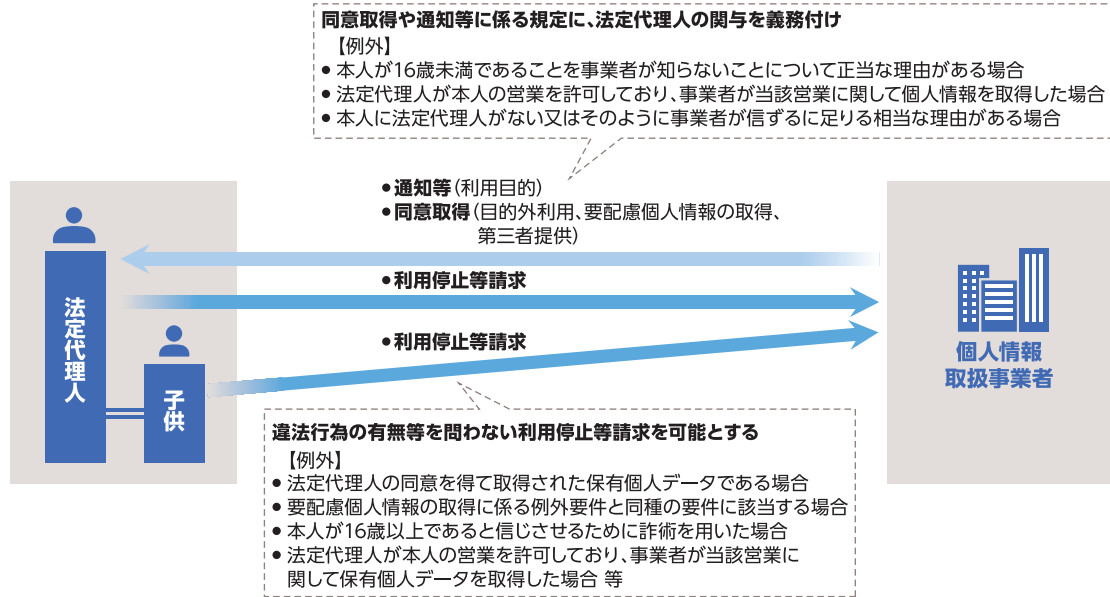 同意取得や通知等に係る規定に、法定代理人の関与を義務付け
【例外】
● 本人が16歳未満であることを事業者が知らないことについて正当な理由がある場合
● 法定代理人が本人の営業を許可しており、事業者が当該営業に関して個人情報を取得した場合
● 本人に法定代理人がない又はそのように事業者が信ずるに足りる相当な理由がある場合
●通知等（利用目的）
●同意取得（目的外利用、要配慮個人情報の取得、
第三者提供）
●利用停止等請求
●利用停止等請求
法定代理人
子供
個人情報
取扱事業者
違法行為の有無等を問わない利用停止等請求を可能とする
【例外】
● 法定代理人の同意を得て取得された保有個人データである場合
● 要配慮個人情報の取得に係る例外要件と同種の要件に該当する場合
● 本人が16歳以上であると信じさせるために詐術を用いた場合
● 法定代理人が本人の営業を許可しており、事業者が当該営業に
関して保有個人データを取得した場合 等